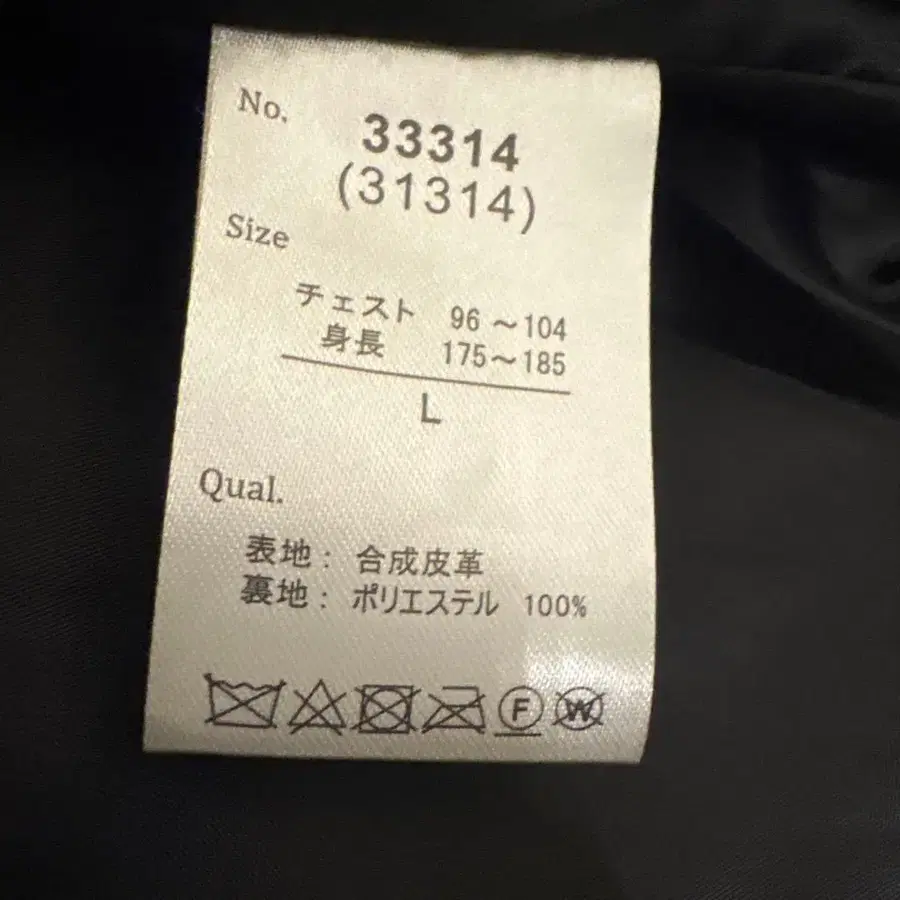 No. 33314
(31314)
Size
チェスト 96 ～104
身長 175～185
L
Qual.
表地： 合成皮革
裏地： ポリエステル 100%
F W